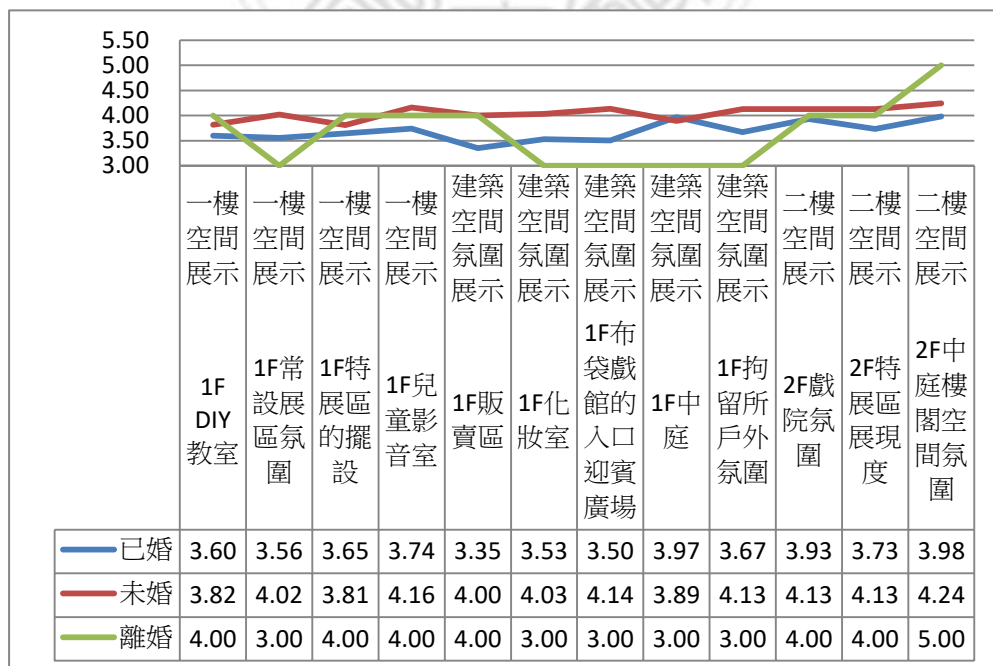 5.50
5.00
4.50
4.00
3.50
3.00
一樓 一樓 一樓 一樓 建築 建築 建築 建築 建築 二樓 二樓 二樓
空間 空間 空間 空間 空間 空間 空間 空間 空間 空間 空間 空間
展示 展示 展示 展示 氛圍 氛圍 氛圍 氛圍 氛圍 展示 展示 展示
展示 展示 展示 展示 展示
1F DIY 教室
1F常設展區氛圍
1F特展區的擺設
1F兒童影音室
1F販賣區
1F化妝室
1F布袋戲館的入口迎賓廣場
1F中庭
1F拘留所戶外氛圍
2F戲院氛圍
2F特展區展現度
2F中庭樓閣空間氛圍
已婚 3.60 3.56 3.65 3.74 3.35 3.53 3.50 3.97 3.67 3.93 3.73 3.98
未婚 3.82 4.02 3.81 4.16 4.00 4.03 4.14 3.89 4.13 4.13 4.13 4.24
離婚 4.00 3.00 4.00 4.00 4.00 3.00 3.00 3.00 3.00 4.00 4.00 5.00